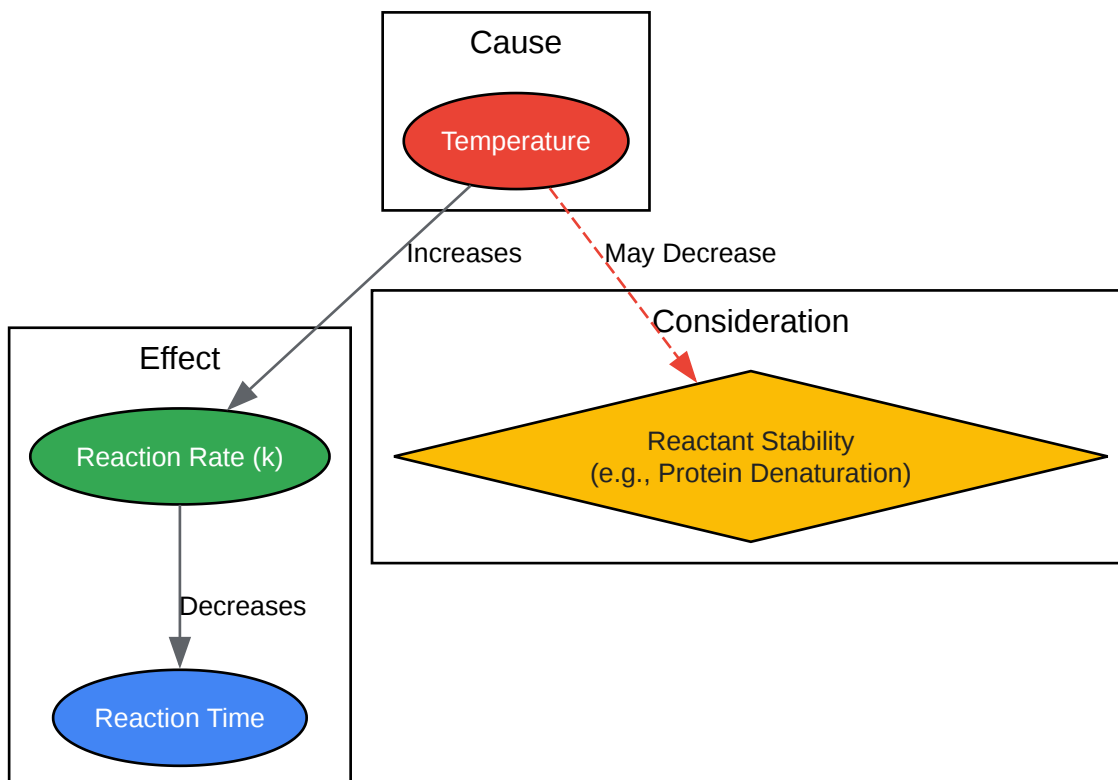 Cause
Temperature
Increases
May Decrease
Consideration
Effect
Reactant Stability
(e.g., Protein Denaturation)
Reaction Rate (k)
Decreases
Reaction Time